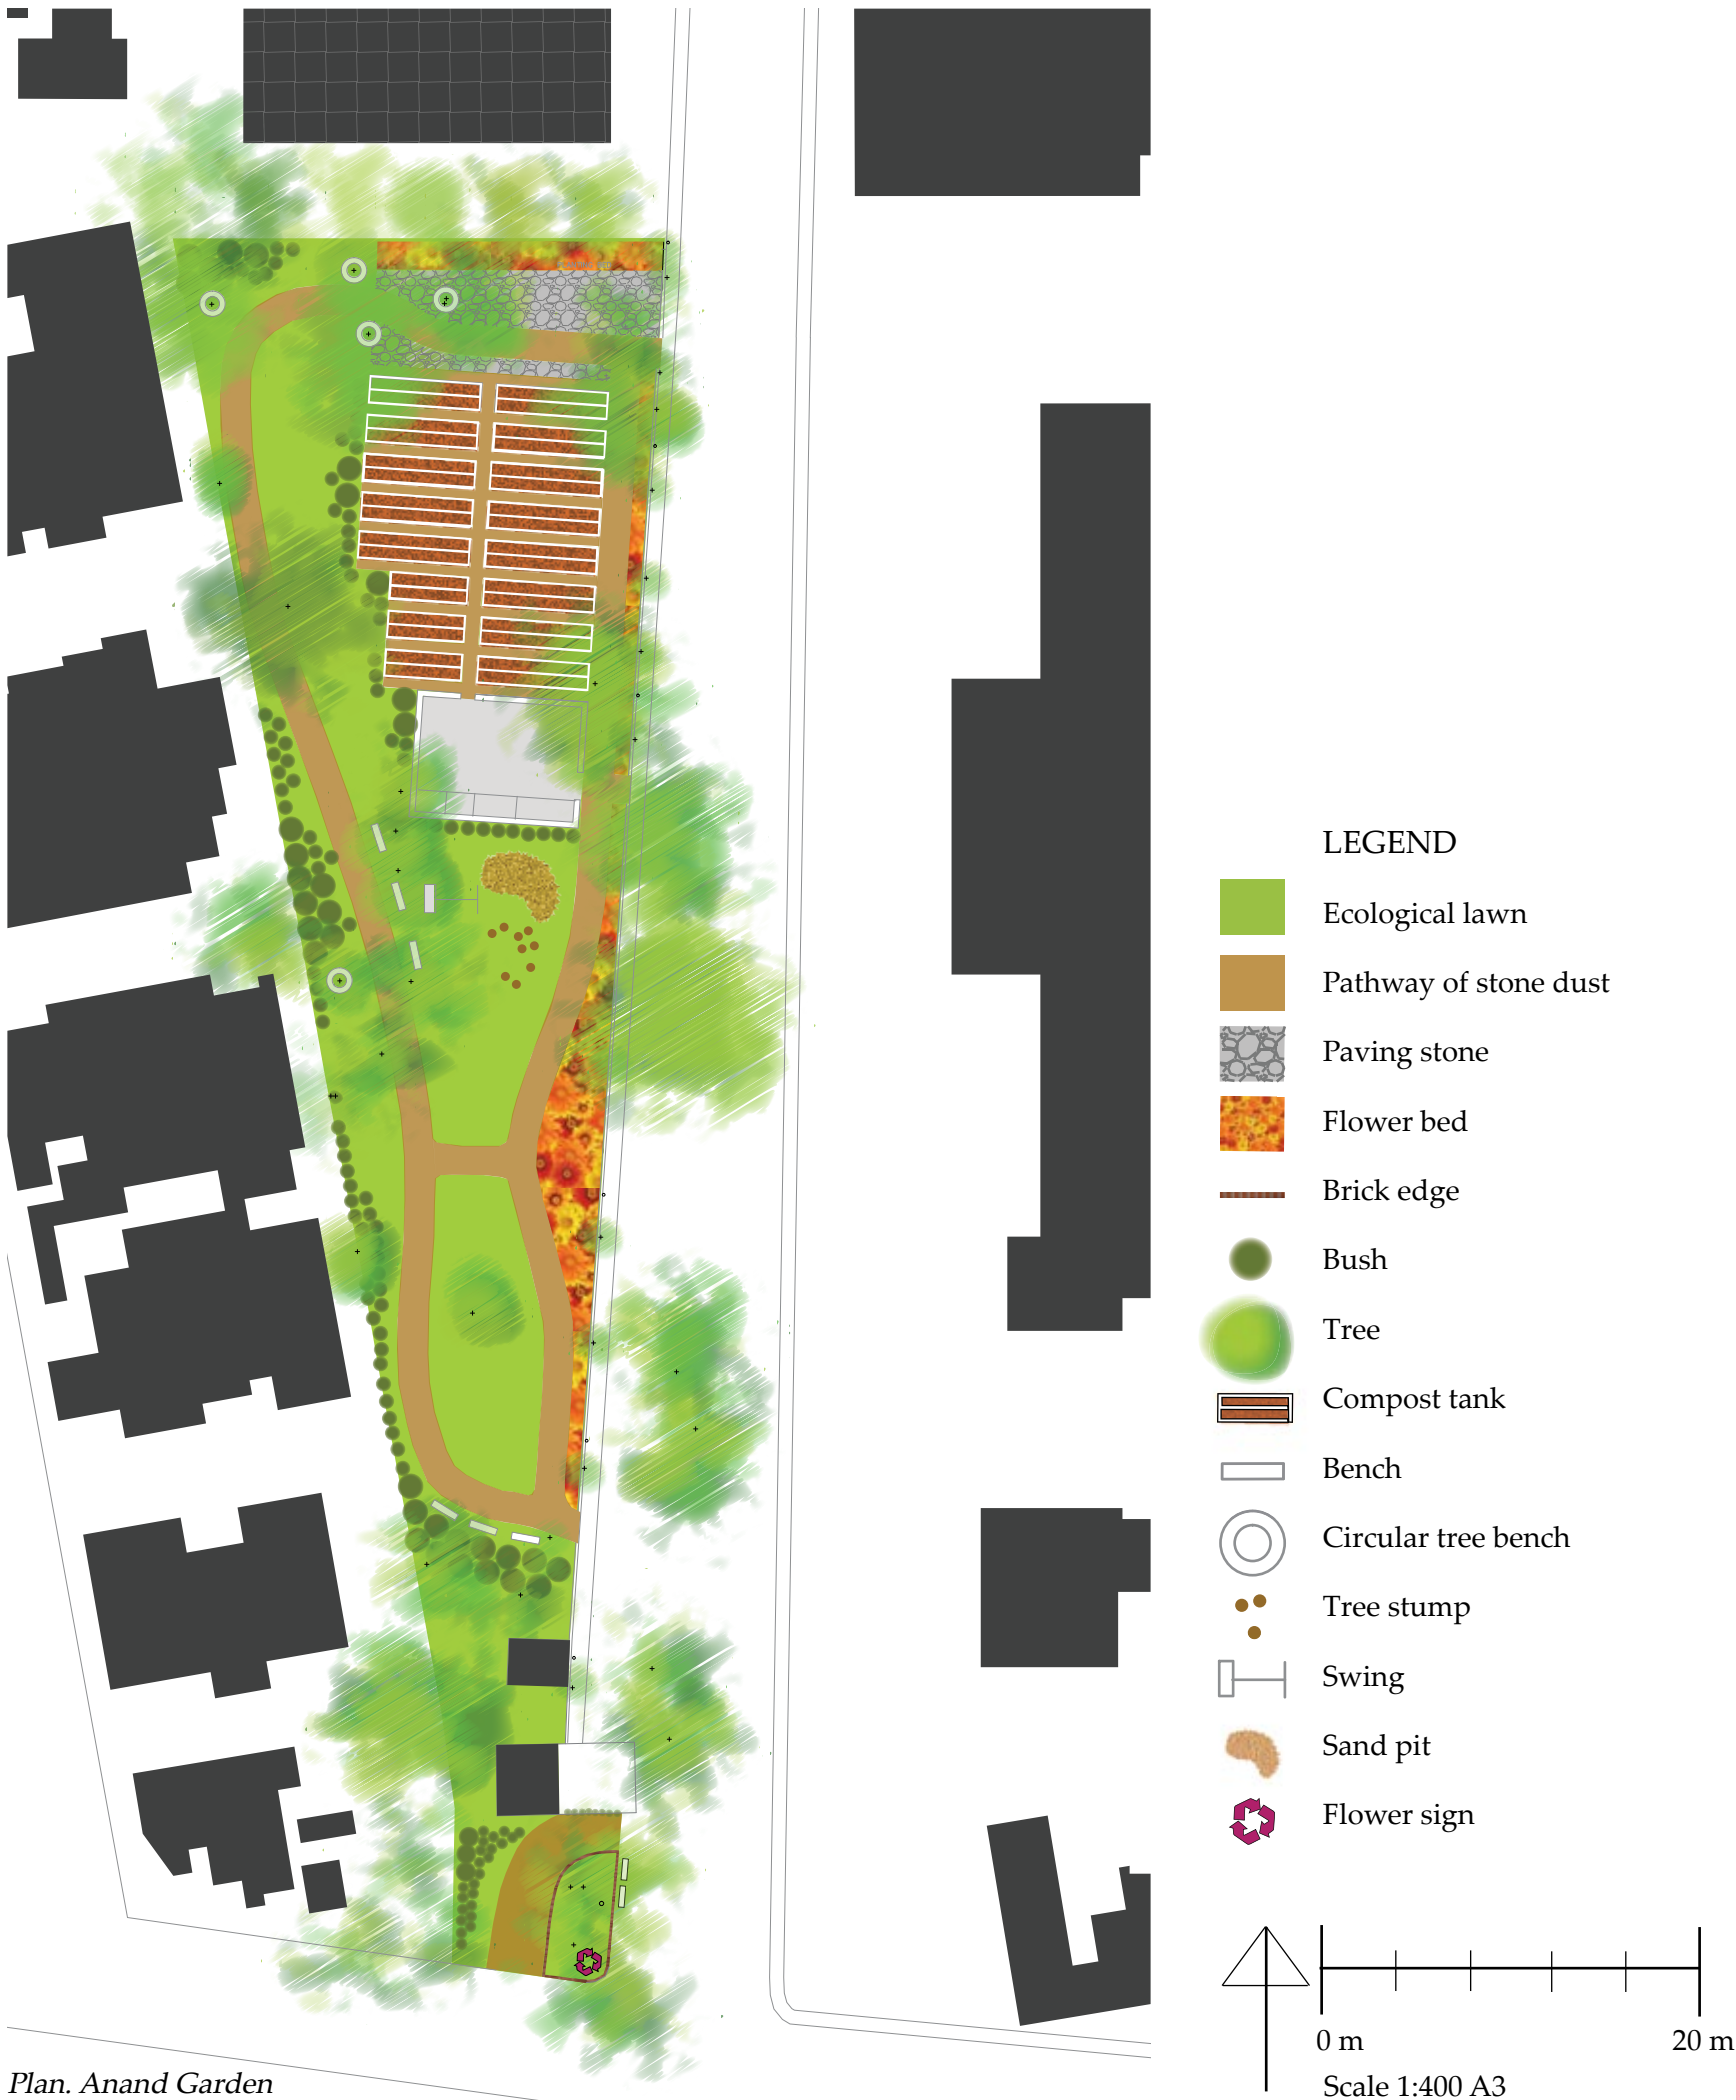 LEGEND
Ecological lawn
Pathway of stone dust
Paving stone
Flower bed
Brick edge
Bush
Tree
Compost tank
Bench
Circular tree bench
Tree stump
Swing
Sand pit
Flower sign
0 m
20 m
Scale 1:400 A3
Plan. Anand Garden